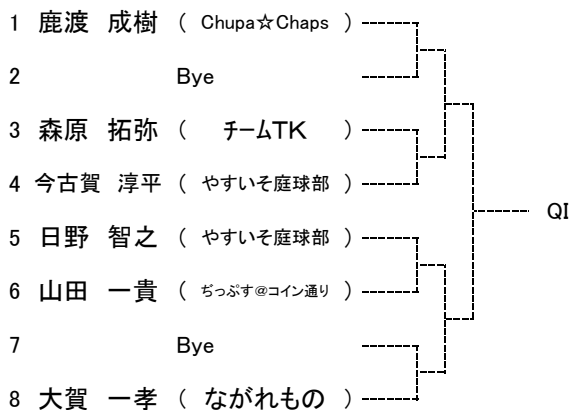 1 鹿渡 成樹 ( Chupa☆Chaps )
2 Bye
3 森原 拓弥 ( チームTK )
4 今古賀 淳平 ( やすいそ庭球部 )
QI
5 日野 智之 ( やすいそ庭球部 )
6 山田 一貴 ( ぢっぷす@コイン通り )
7 Bye
8 大賀 一孝 ( ながれもの )